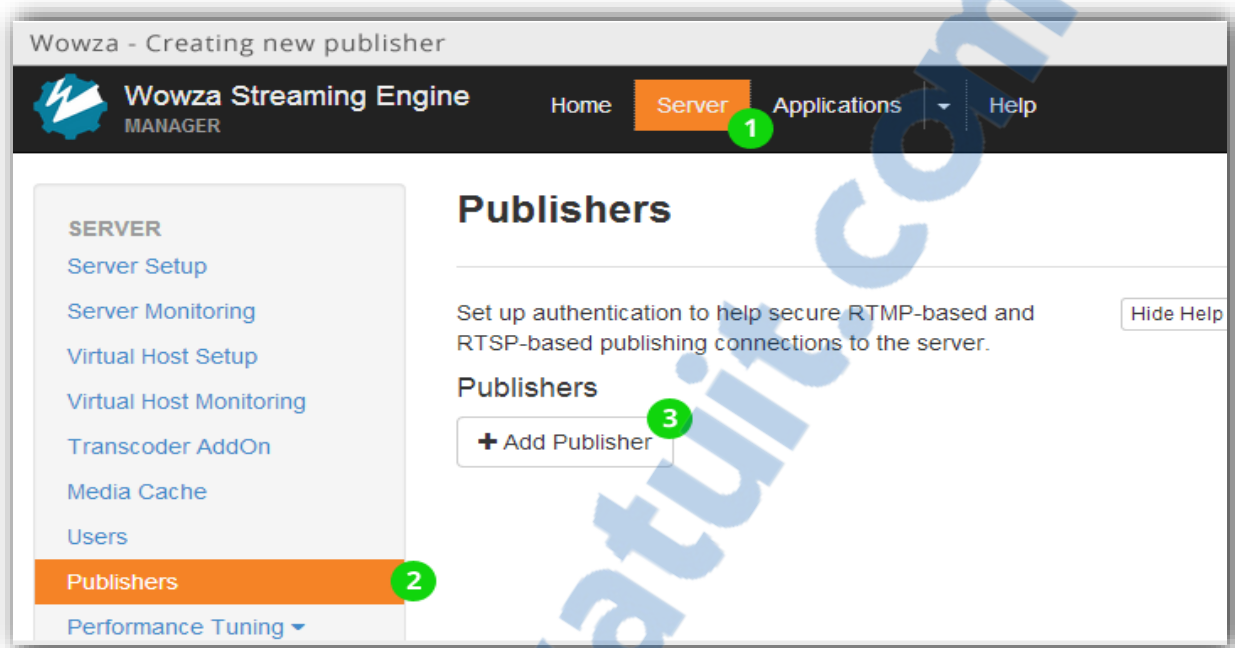 Wowza - Creating new publisher
Wowza Streaming Engine
MANAGER
Home
Server
1
Applications
Help
SERVER
Server Setup
Server Monitoring
Virtual Host Setup
Virtual Host Monitoring
Transcoder AddOn
Media Cache
Users
Publishers
2
Performance Tuning
Publishers
Set up authentication to help secure RTMP-based and
RTSP-based publishing connections to the server.
Hide Help
Publishers
3
+ Add Publisher
atuit.com